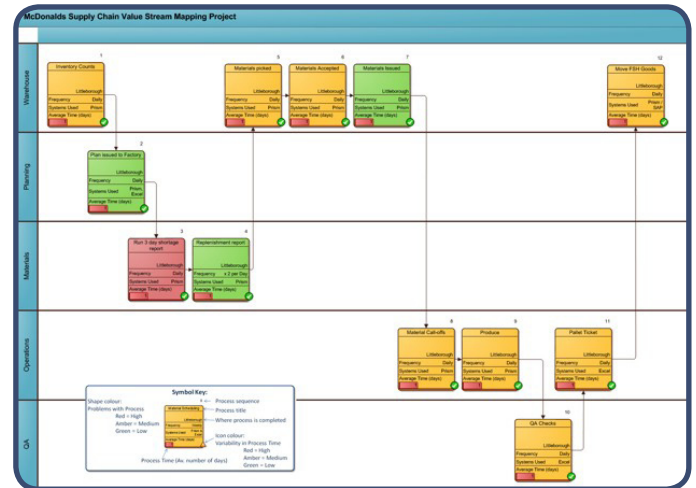 McDonalds Supply Chain Value Stream Mapping Project
Warehouse
1
Inventory Counts
Littleborough
Frequency Daily
Systems Used Prism
Average Time (days)
5
Materials picked
Littleborough
Frequency Daily
Systems Used Prism
Average Time (days)
6
Materials Accepted
Littleborough
Frequency Daily
Systems Used Prism
Average Time (days)
7
Materials Issued
Littleborough
Frequency Daily
Systems Used Prism
Average Time (days)
12
Move FSH Goods
Littleborough
Frequency Daily
Systems Used Prism /
SAP
Average Time (days)
Planning
2
Plan issued to Factory
Littleborough
Frequency Daily
Systems Used Prism,
Excel
Average Time (days)
Materials
3
Run 3 day shortage
report
Littleborough
Frequency Daily
Systems Used Prism
Average Time (days)
4
Replenishment report
Littleborough
Frequency x 2 per Day
Systems Used Prism
Average Time (days)
Operations
8
Material Call-offs
Littleborough
Frequency Daily
Systems Used Prism
Average Time (days)
9
Produce
Littleborough
Frequency Daily
Systems Used Prism
Average Time (days)
11
Pallet Ticket
Littleborough
Frequency Daily
Systems Used Excel
Average Time (days)
QA
10
QA Checks
Littleborough
Frequency Daily
Systems Used Excel
Average Time (days)
Symbol Key:
Shape colour:
Problems with Process
Red = High
Amber = Medium
Green = Low
Material Scheduling
Littleborough
Frequency
Systems Used
Average Time (days)
Process sequence
Process title
Where process is completed
Icon colour:
Variability in Process Time
Red = High
Amber = Medium
Green = Low
Process Time (Av. number of days)